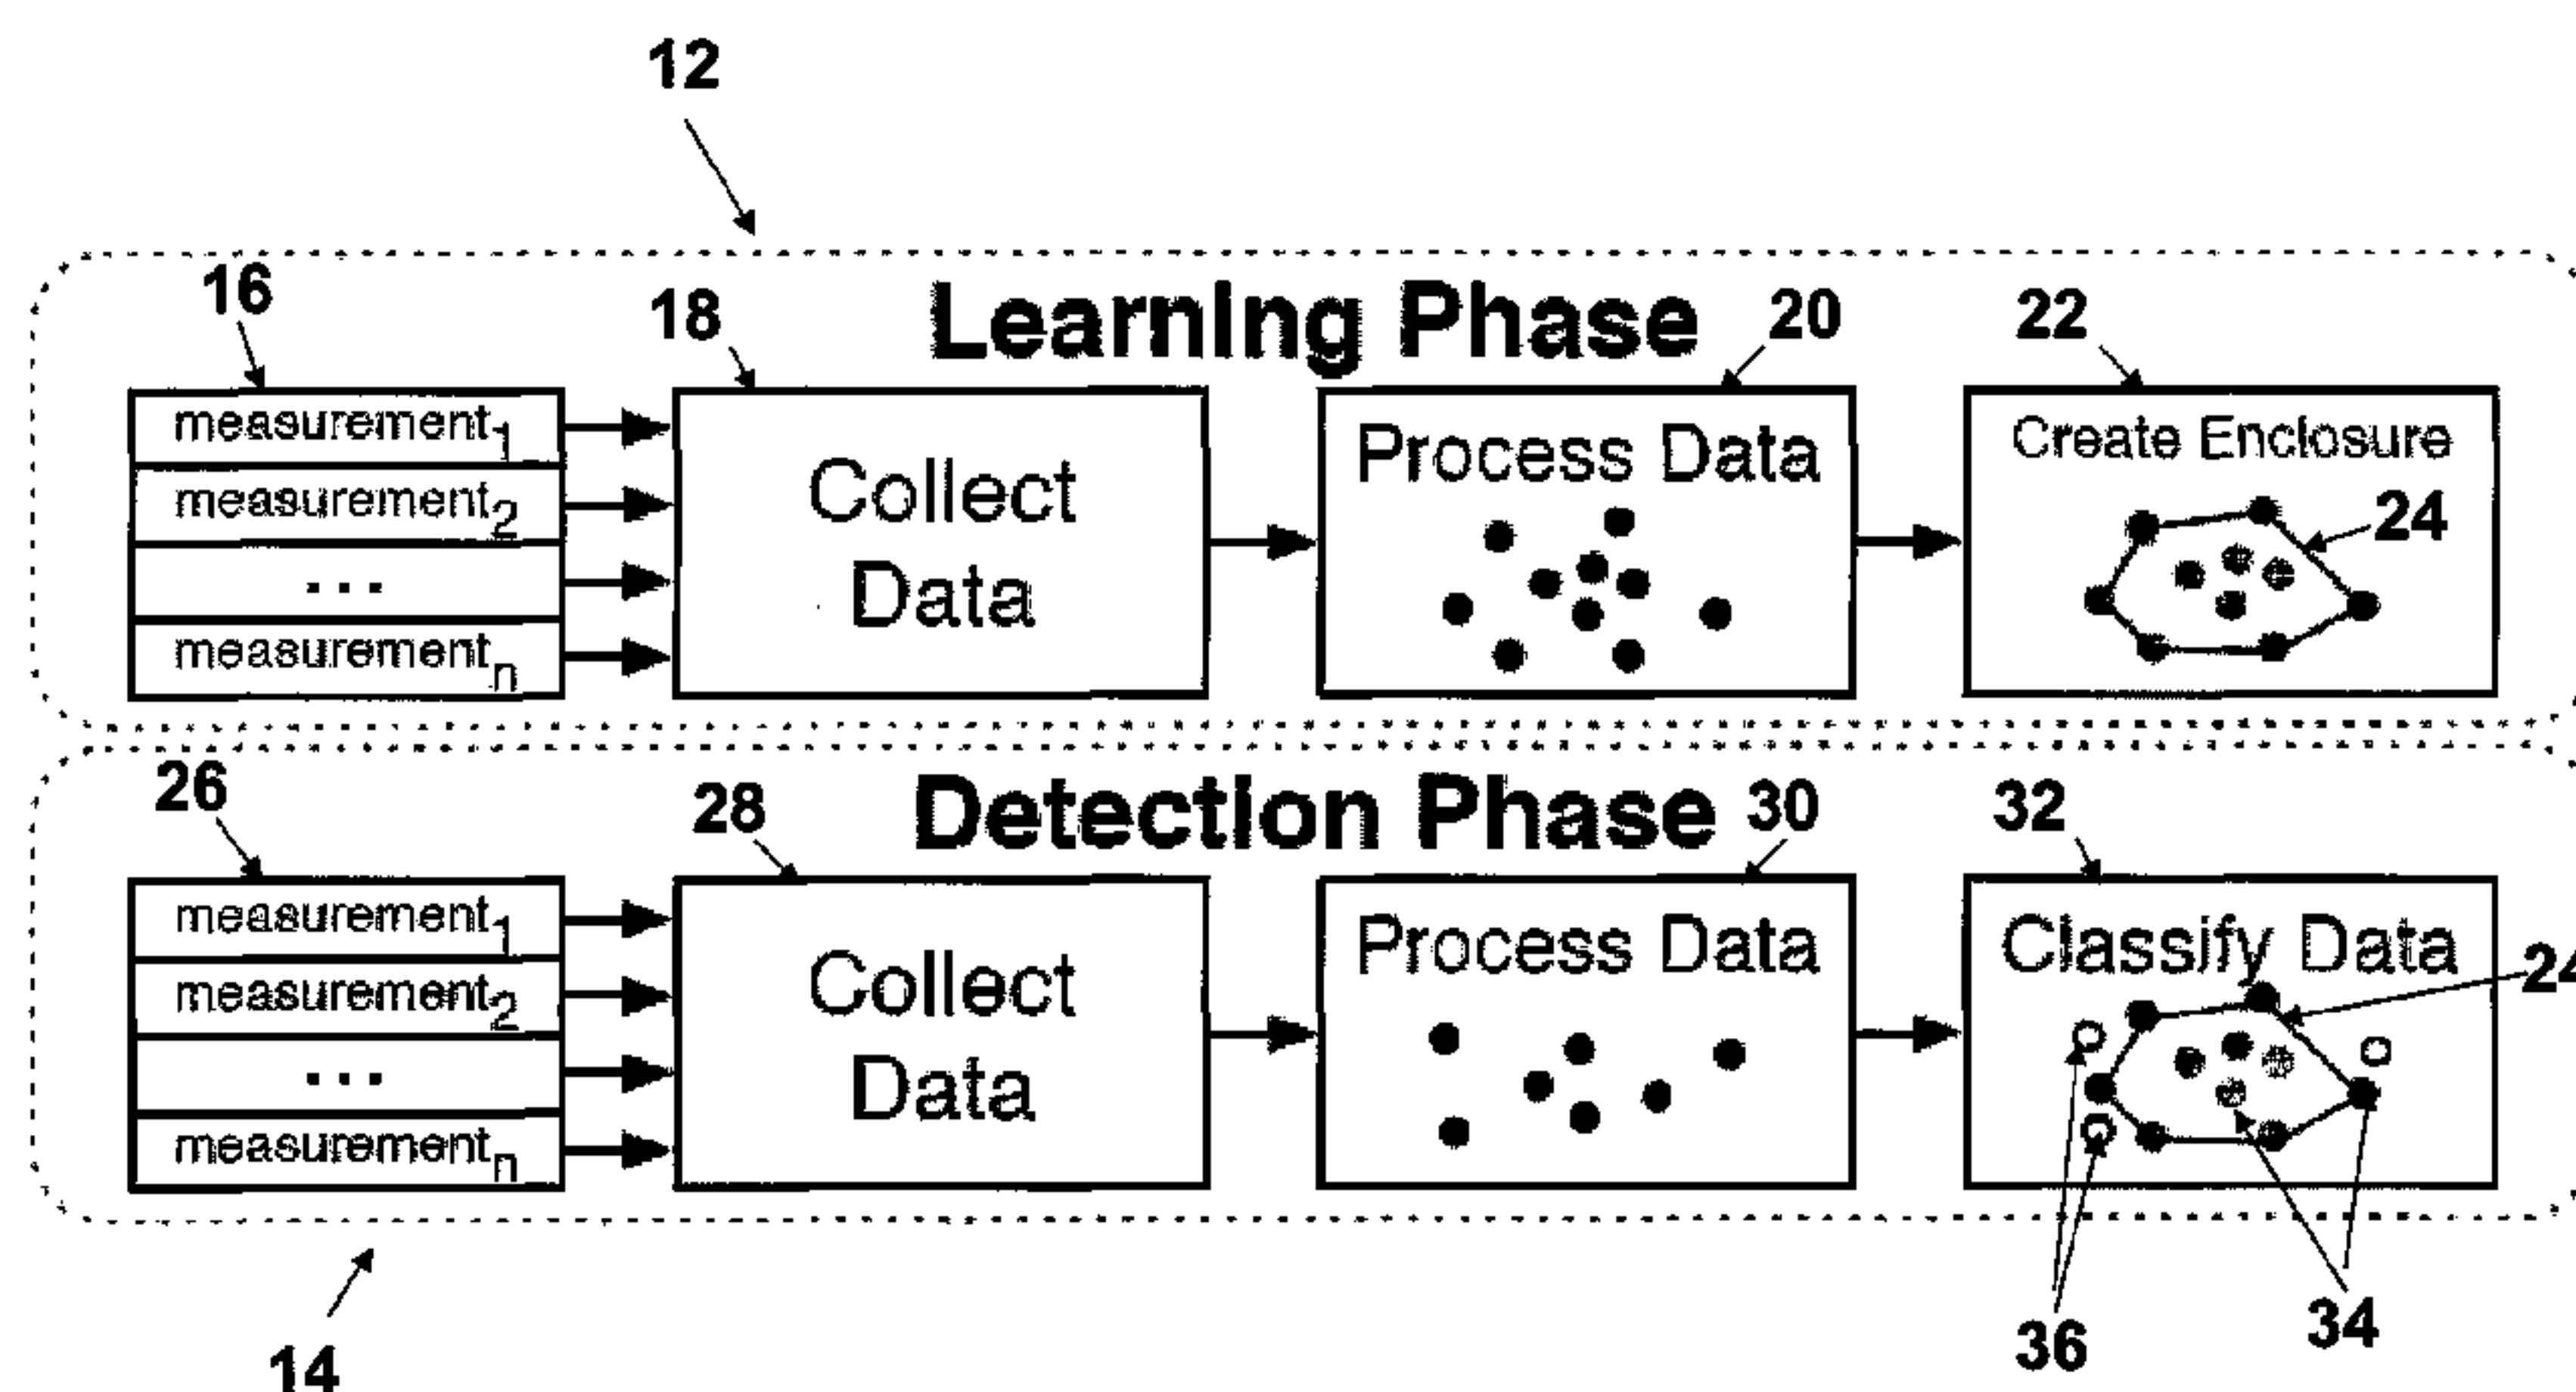 12
16
18
Learning Phase
20
22
measurement1
measurement2
...
measurementn
Collect
Data
Process Data
Create Enclosure
24
26
28
Detection Phase
30
32
measurement1
measurement2
...
measurementn
Collect
Data
Process Data
Classify Data
24
36
34
14